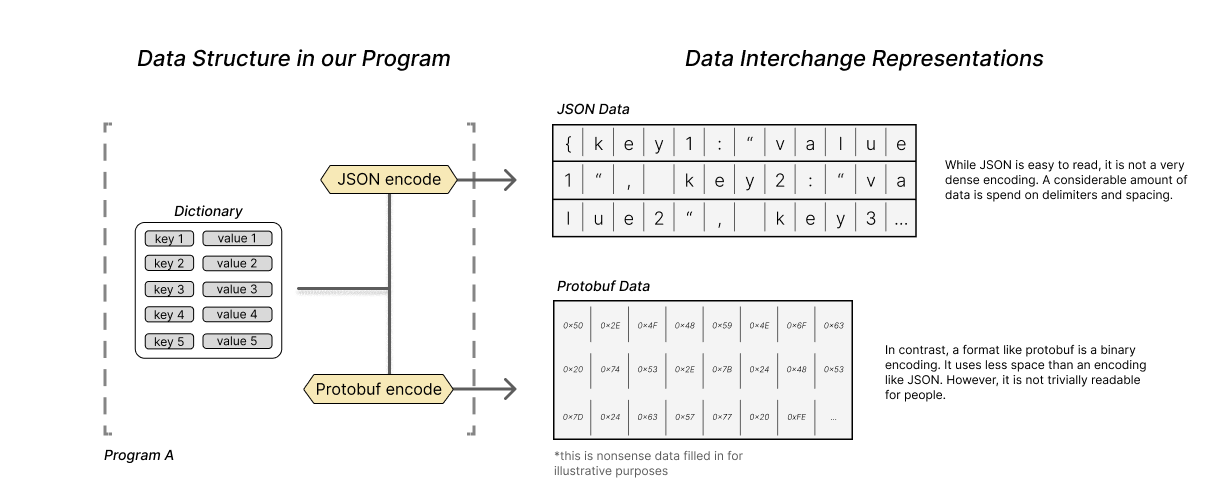 Data Structure in our Program
Data Interchange Representations
JSON Data
{ k e y 1 : “ v a l u e
1 “ , k e y 2 : “ v a
l u e 2 “ , k e y 3 ...
While JSON is easy to read, it is not a very
dense encoding. A considerable amount of
data is spend on delimiters and spacing.
JSON encode
Dictionary
key 1 value 1
key 2 value 2
key 3 value 3
key 4 value 4
key 5 value 5
Protobuf encode
Program A
Protobuf Data
0×50 0×2E 0×4F 0×48 0×59 0×4E 0×6F 0×63
0×20 0×74 0×53 0×2E 0×7B 0×24 0×48 0×53
0×7D 0×24 0×63 0×57 0×77 0×20 0xFE ...
*this is nonsense data filled in for
illustrative purposes
In contrast, a format like protobuf is a binary
encoding. It uses less space than an encoding
like JSON. However, it is not trivially readable
for people.